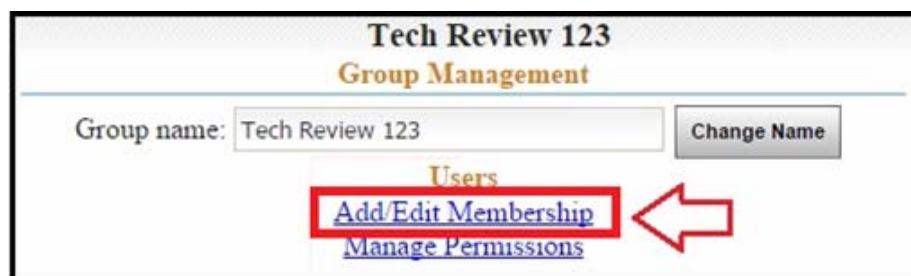 Tech Review 123
Group Management
Group name: Tech Review 123 Change Name
Users
Add/Edit Membership
Manage Permissions